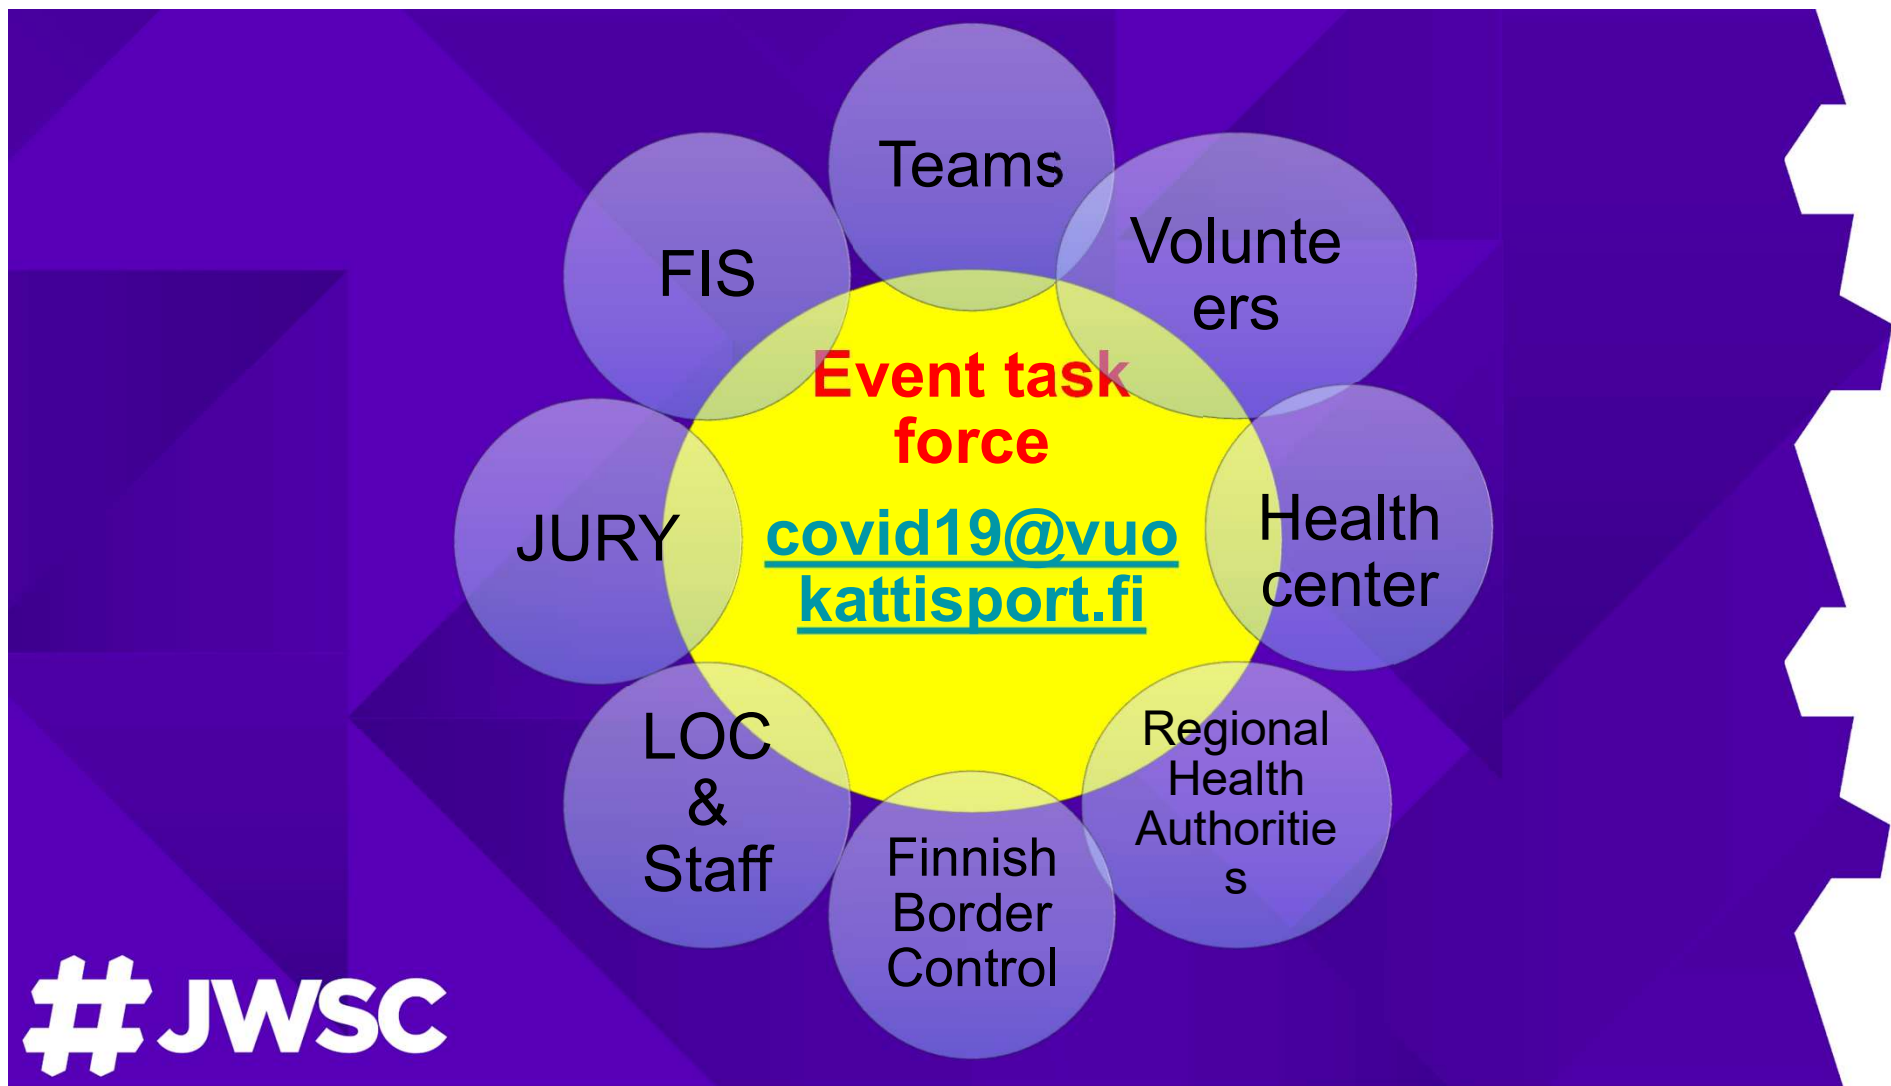 Teams
Volunte
ers
FIS
Event task
force
covid19@vuo
kattisport.fi
Health
center
JURY
Regional
Health
Authoritie
s
LOC
&
Staff
Finnish
Border
Control
#JWSC